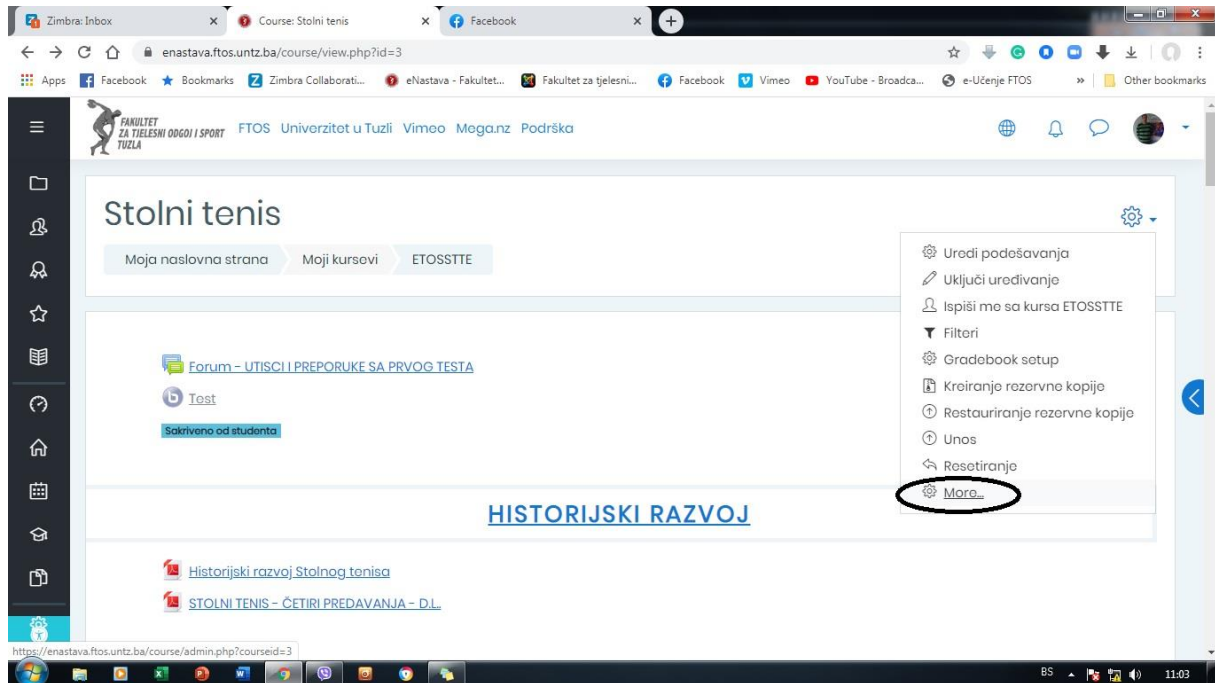 Zimbra: Inbox
Course: Stolni tenis
Facebook
enastava.ftos.untz.ba/course/view.php?id=3
Apps
Facebook
Bookmarks
Zimbra Collaborati...
eNastava - Fakultet...
Fakultet za tjelesni...
Facebook
Vimeo
YouTube - Broadca...
e-Učenje FTOS
»
Other bookmarks
FAKULTET
ZA TJELESNI ODGOJ I SPORT
TUZLA
FTOS Univerzitet u Tuzli Vimeo Mega.nz Podrška
Stolni tenis
Moja naslovna strana
Moji kursevi
ETOSSTTE
Uredi podešavanja
Uključi uređivanje
Ispiši me sa kursa ETOSSTTE
Filteri
Gradebook setup
Kreiranje rezervne kopije
Restauriranje rezervne kopije
Unos
Resetiranje
More...
Forum - UTISCI I PREPORUKE SA PRVOG TESTA
Test
Sakriveno od studenta
HISTORIJSKI RAZVOJ
Historijski razvoj Stolnog tenisa
STOLNI TENIS - ČETIRI PREDAVANJA - D.L..
https://enastava.ftos.untz.ba/course/admin.php?courseid=3
BS
11:03